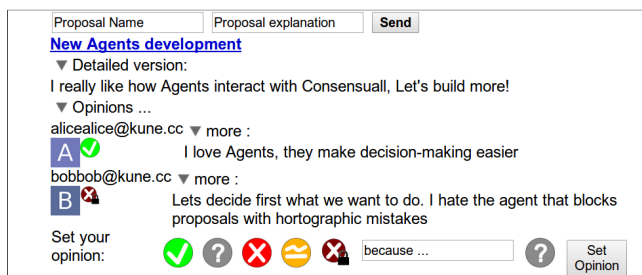 Proposal Name Proposal explanation Send
New Agents development
Detailed version:
I really like how Agents interact with Consensuall, Let's build more!
Opinions ...
alicealice@kune.cc more :
A I love Agents, they make decision-making easier
bobbob@kune.cc more :
B Lets decide first what we want to do. I hate the agent that blocks
proposals with hortographic mistakes
Set your
opinion: ? because ... ? Set
Opinion